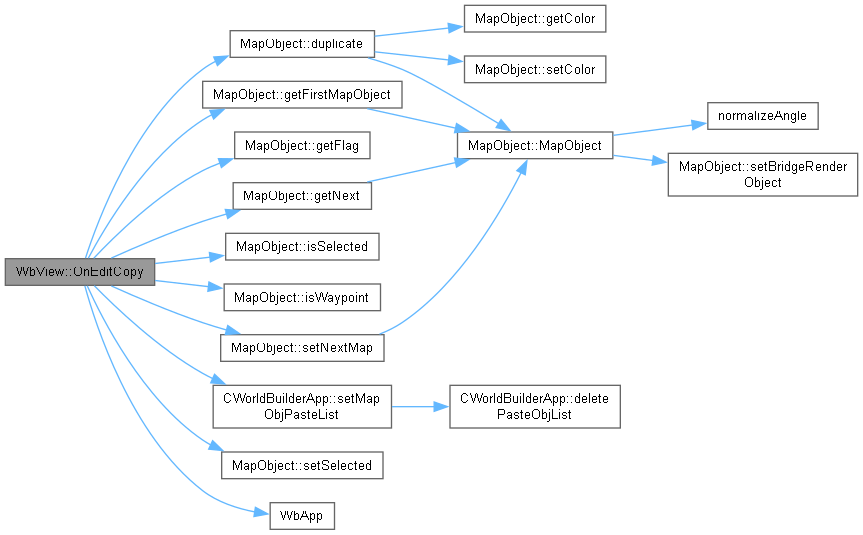 WbView::OnEditCopy
MapObject::duplicate
MapObject::getFirstMapObject
MapObject::getFlag
MapObject::getNext
MapObject::isSelected
MapObject::isWaypoint
MapObject::setNextMap
CWorldBuilderApp::setMap
ObjPasteList
MapObject::setSelected
WbApp
MapObject::getColor
MapObject::setColor
MapObject::MapObject
CWorldBuilderApp::delete
PasteObjList
normalizeAngle
MapObject::setBridgeRender
Object